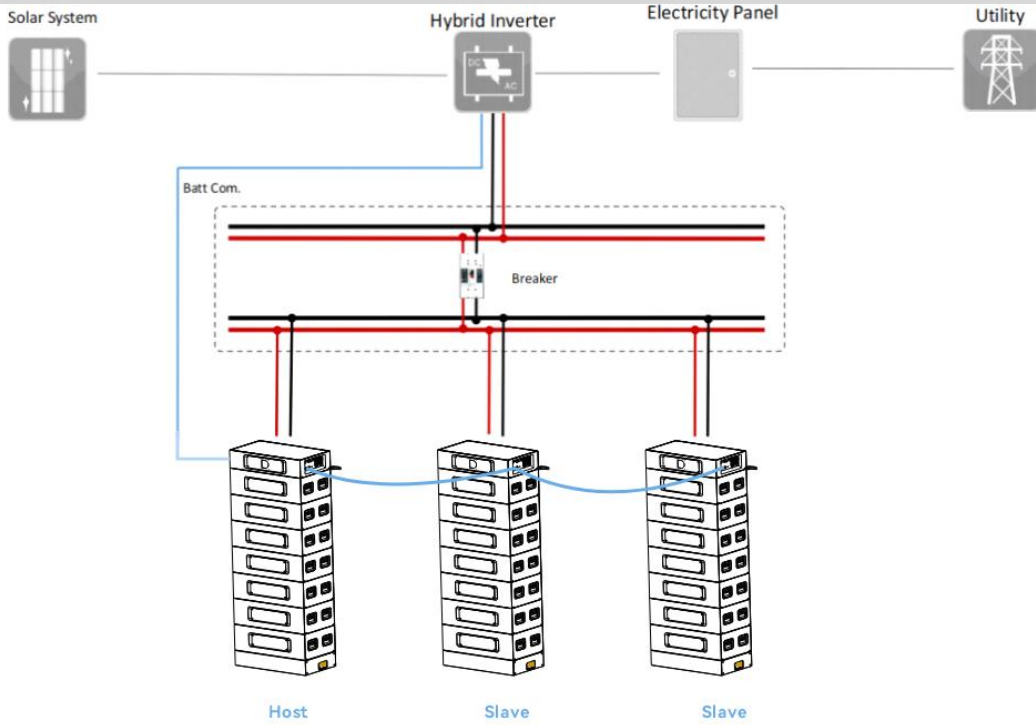 Solar System
Hybrid Inverter
Electricity Panel
Utility
DC
AC
Batt Com.
Breaker
Host
Slave
Slave